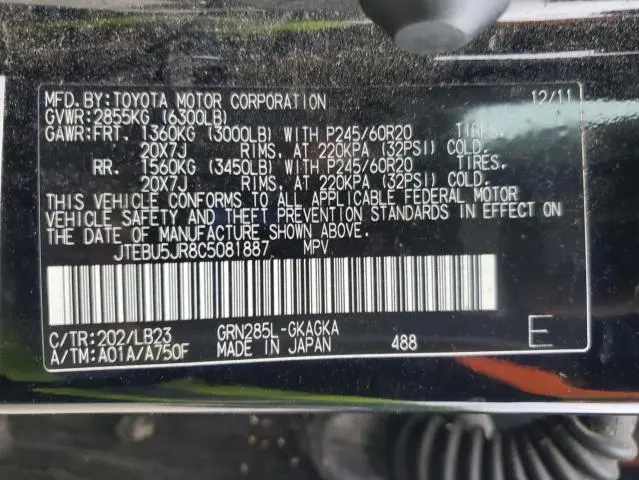 MFD. BY: TOYOTA MOTOR CORPORATION 12/11
GVWR: 2855KG (6300LB)
GAWR: FRT. 1360KG (3000LB) WITH P245/60R20 TIRES,
20X7J RIMS, AT 220KPA (32PSI) COLD.
RR. 1560KG (3450LB) WITH P245/60R20 TIRES,
20X7J RIMS, AT 220KPA (32PSI) COLD.
THIS VEHICLE CONFORMS TO ALL APPLICABLE FEDERAL MOTOR
VEHICLE SAFETY AND THEFT PREVENTION STANDARDS IN EFFECT ON
THE DATE OF MANUFACTURE SHOWN ABOVE.
JTEBU5JR8C5081887 MPV
C/TR: 202/LB23 GRN285L-GKAGKA
A/TM: A01A/A750F MADE IN JAPAN 488 E